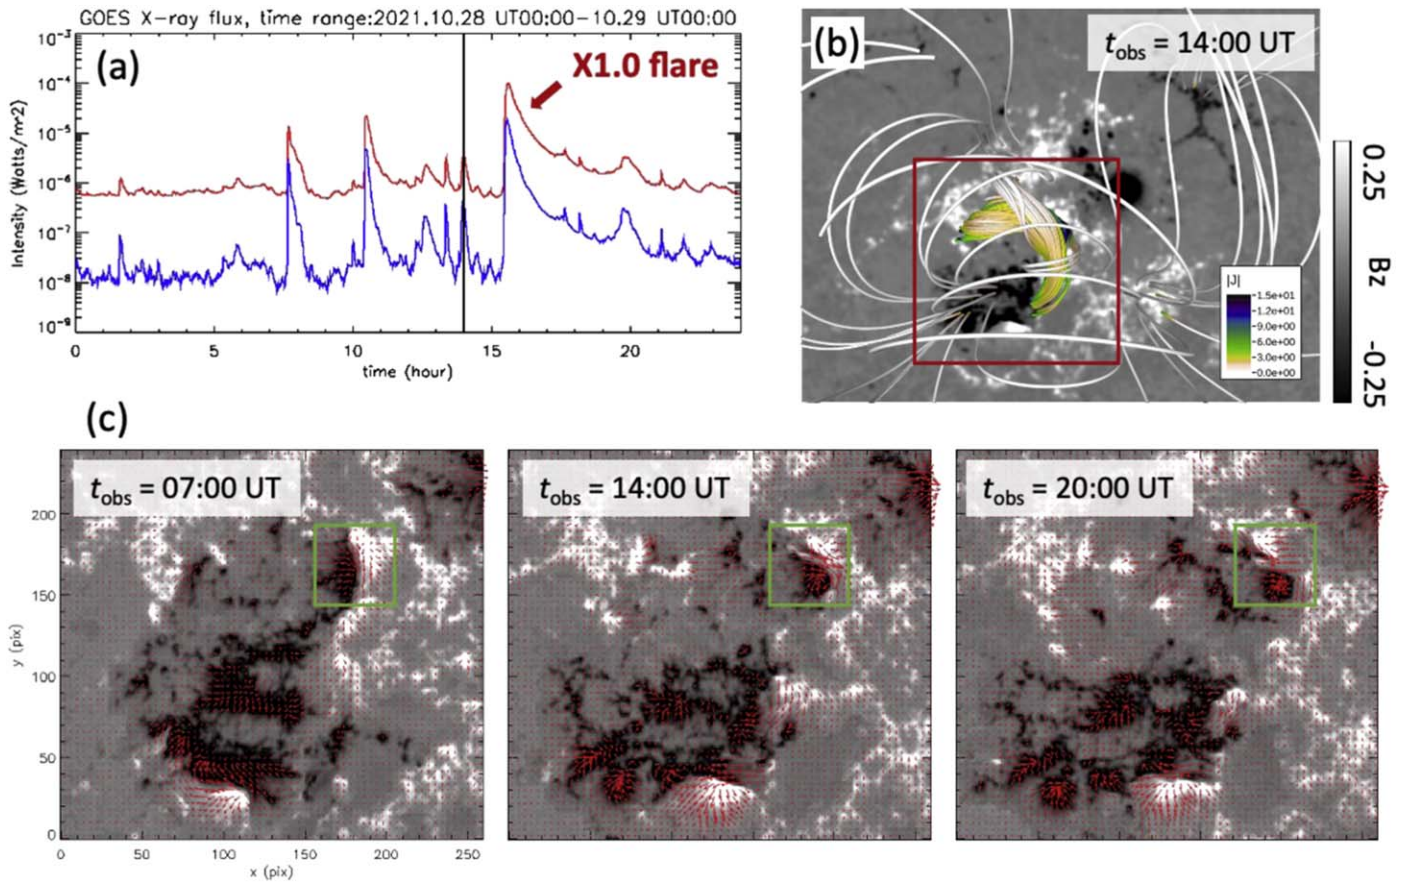 GOES X-ray flux, time range:2021.10.28 UT00:00-10.29 UT00:00
(a)
X1.0 flare
10-3
10-4
10-5
10-6
10-7
10-8
10-9
Intensity (Watts/m^2)
0 5 10 15 20
time (hour)
(b)
tobs = 14:00 UT
|J|
1.5e+01
1.2e+01
9.0e+00
6.0e+00
3.0e+00
0.0e+00
0.25
Bz
-0.25
(c)
tobs = 07:00 UT
tobs = 14:00 UT
tobs = 20:00 UT
200
150
100
50
0
y (pix)
0 50 100 150 200 250
x (pix)